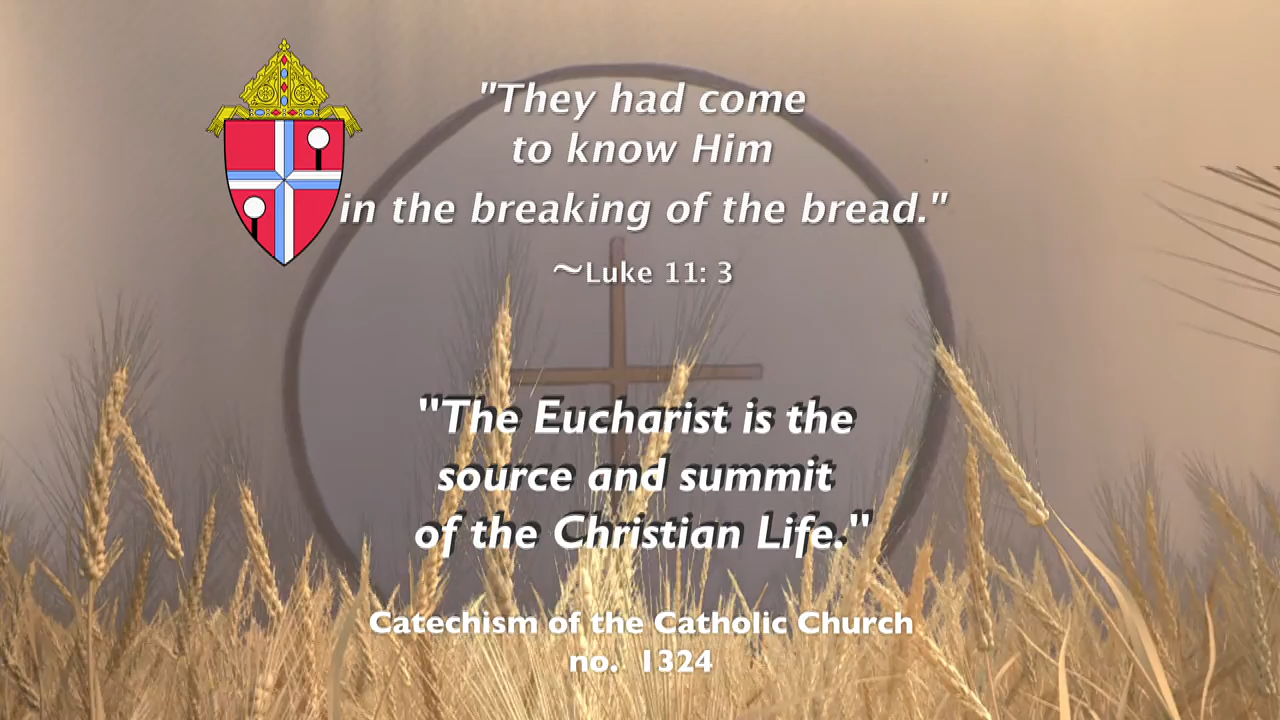 "They had come
to know Him
in the breaking of the bread."
~Luke 11: 3
"The Eucharist is the
source and summit
of the Christian Life."
Catechism of the Catholic Church
no. 1324